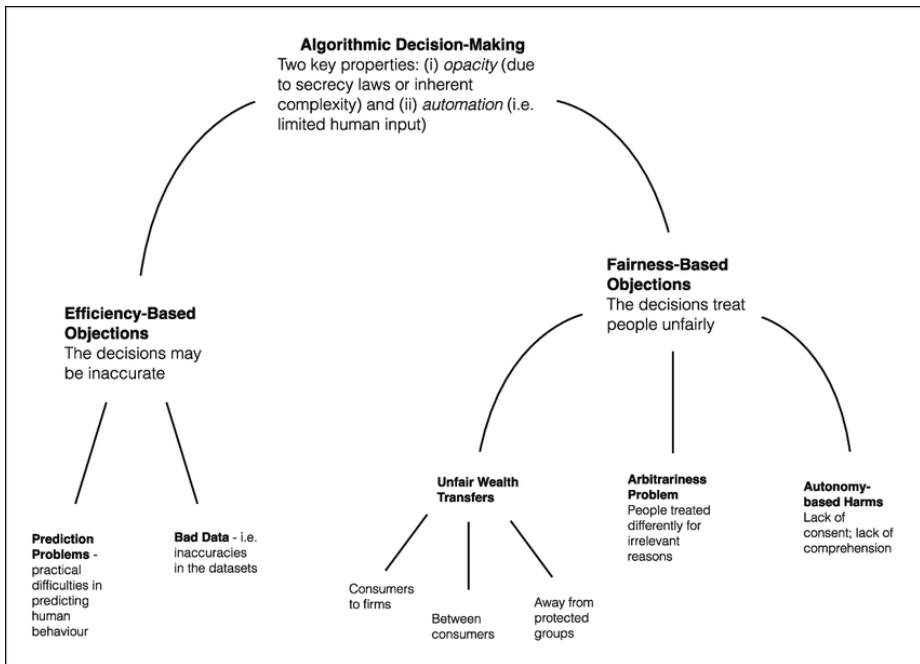 Algorithmic Decision-Making
Two key properties: (i) opacity (due
to secrecy laws or inherent
complexity) and (ii) automation (i.e.
limited human input)
Efficiency-Based
Objections
The decisions may
be inaccurate
Fairness-Based
Objections
The decisions treat
people unfairly
Prediction
Problems -
practical
difficulties in
predicting
human
behaviour
Bad Data - i.e.
inaccuracies
in the datasets
Unfair Wealth
Transfers
Consumers
to firms
Between
consumers
Away from
protected
groups
Arbitrariness
Problem
People treated
differently for
irrelevant
reasons
Autonomy-
based Harms
Lack of
consent; lack of
comprehension